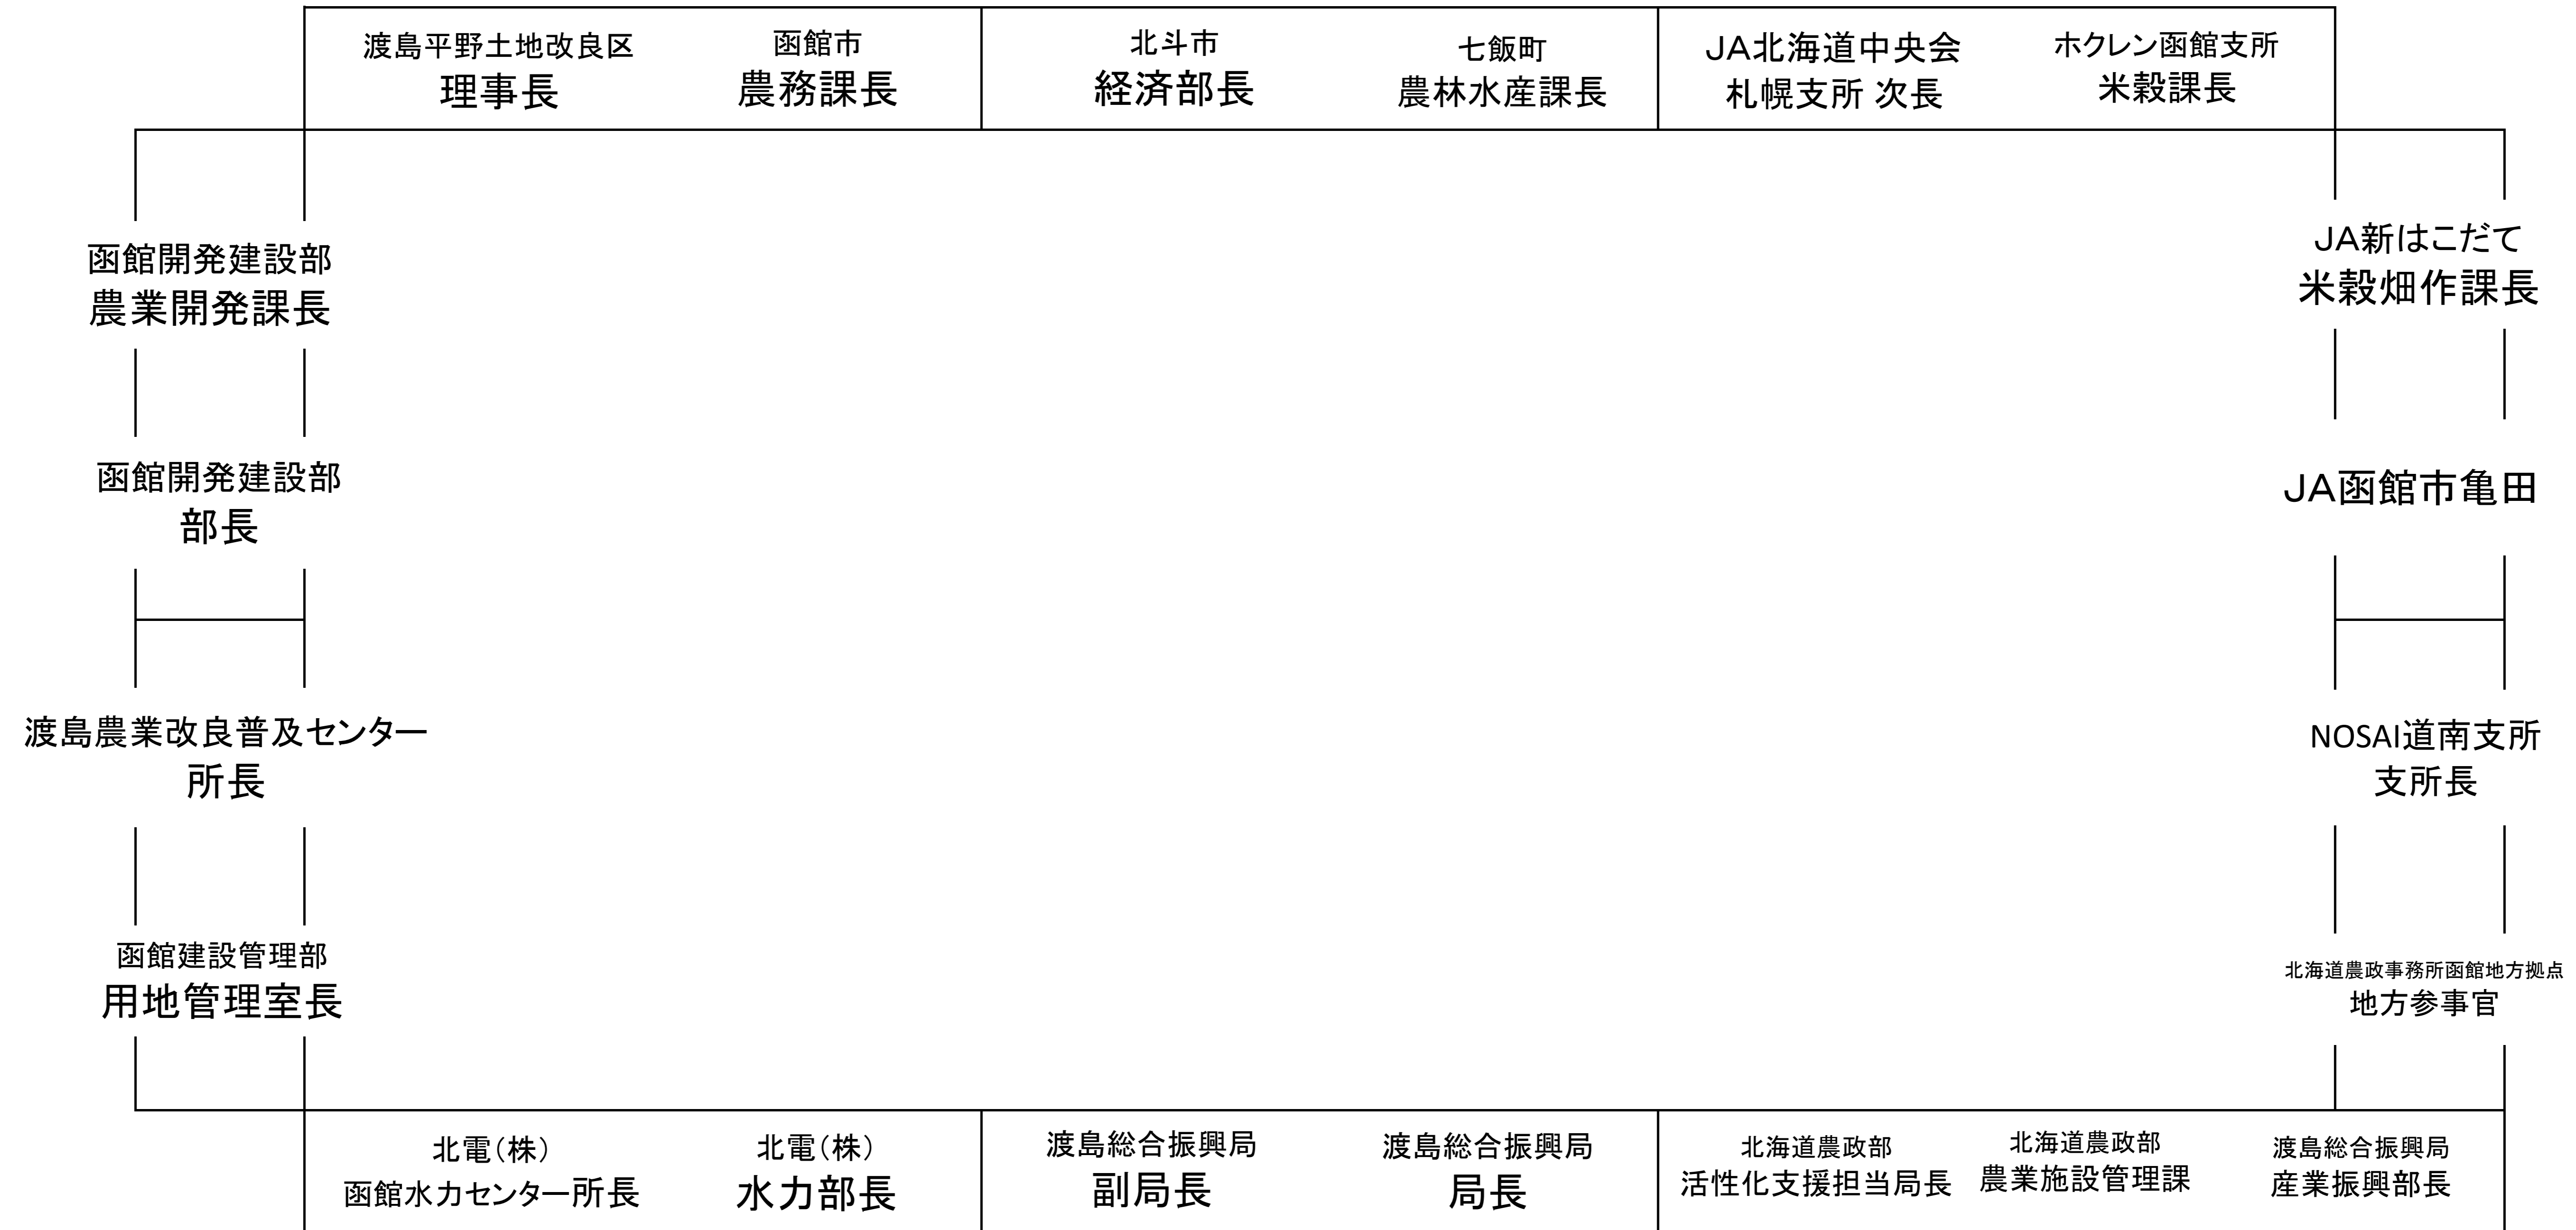 渡島平野土地改良区
理事長
函館市
農務課長
北斗市
経済部長
七飯町
農林水産課長
JA北海道中央会
札幌支所 次長
ホクレン函館支所
米穀課長
函館開発建設部
農業開発課長
JA新はこだて
米穀畑作課長
函館開発建設部
部長
JA函館市亀田
渡島農業改良普及センター
所長
NOSAI道南支所
支所長
函館建設管理部
用地管理室長
北海道農政事務所函館地方拠点
地方参事官
北電(株)
函館水力センター所長
北電(株)
水力部長
渡島総合振興局
副局長
渡島総合振興局
局長
北海道農政部
活性化支援担当局長
北海道農政部
農業施設管理課
渡島総合振興局
産業振興部長